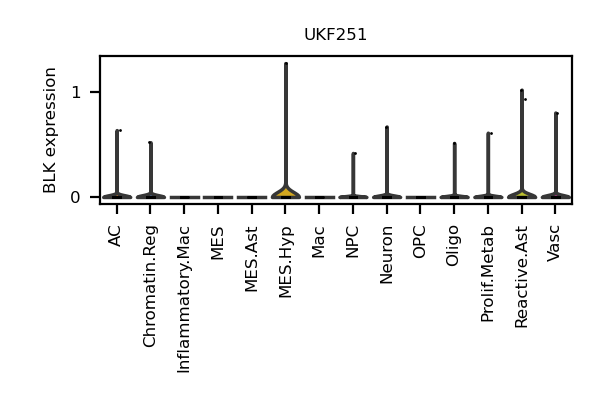 UKF251
BLK expression
1
0
AC
Chromatin.Reg
Inflammatory.Mac
MES
MES.Ast
MES.Hyp
Mac
NPC
Neuron
OPC
Oligo
Prolif.Metab
Reactive.Ast
Vasc